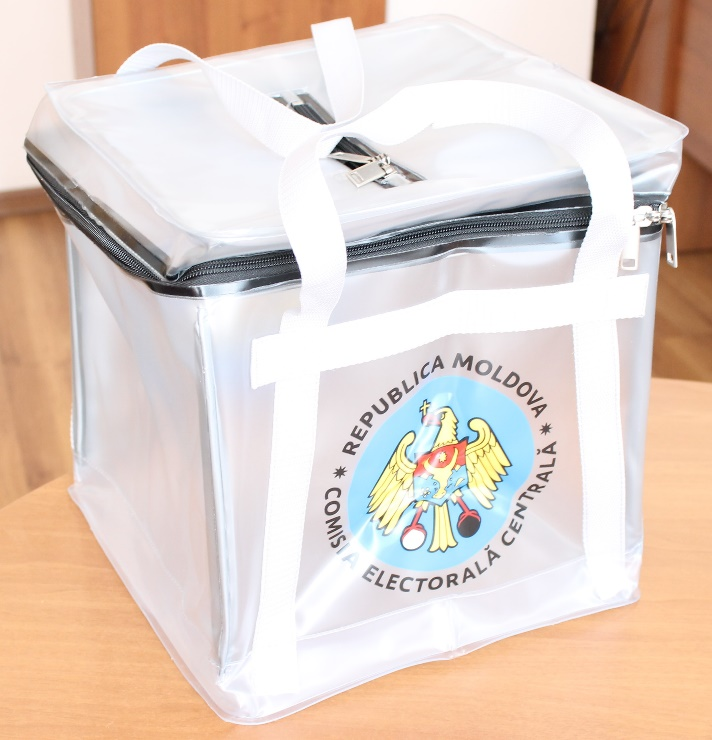 REPUBLICA MOLDOVA
COMISIA ELECTORALĂ CENTRALĂ